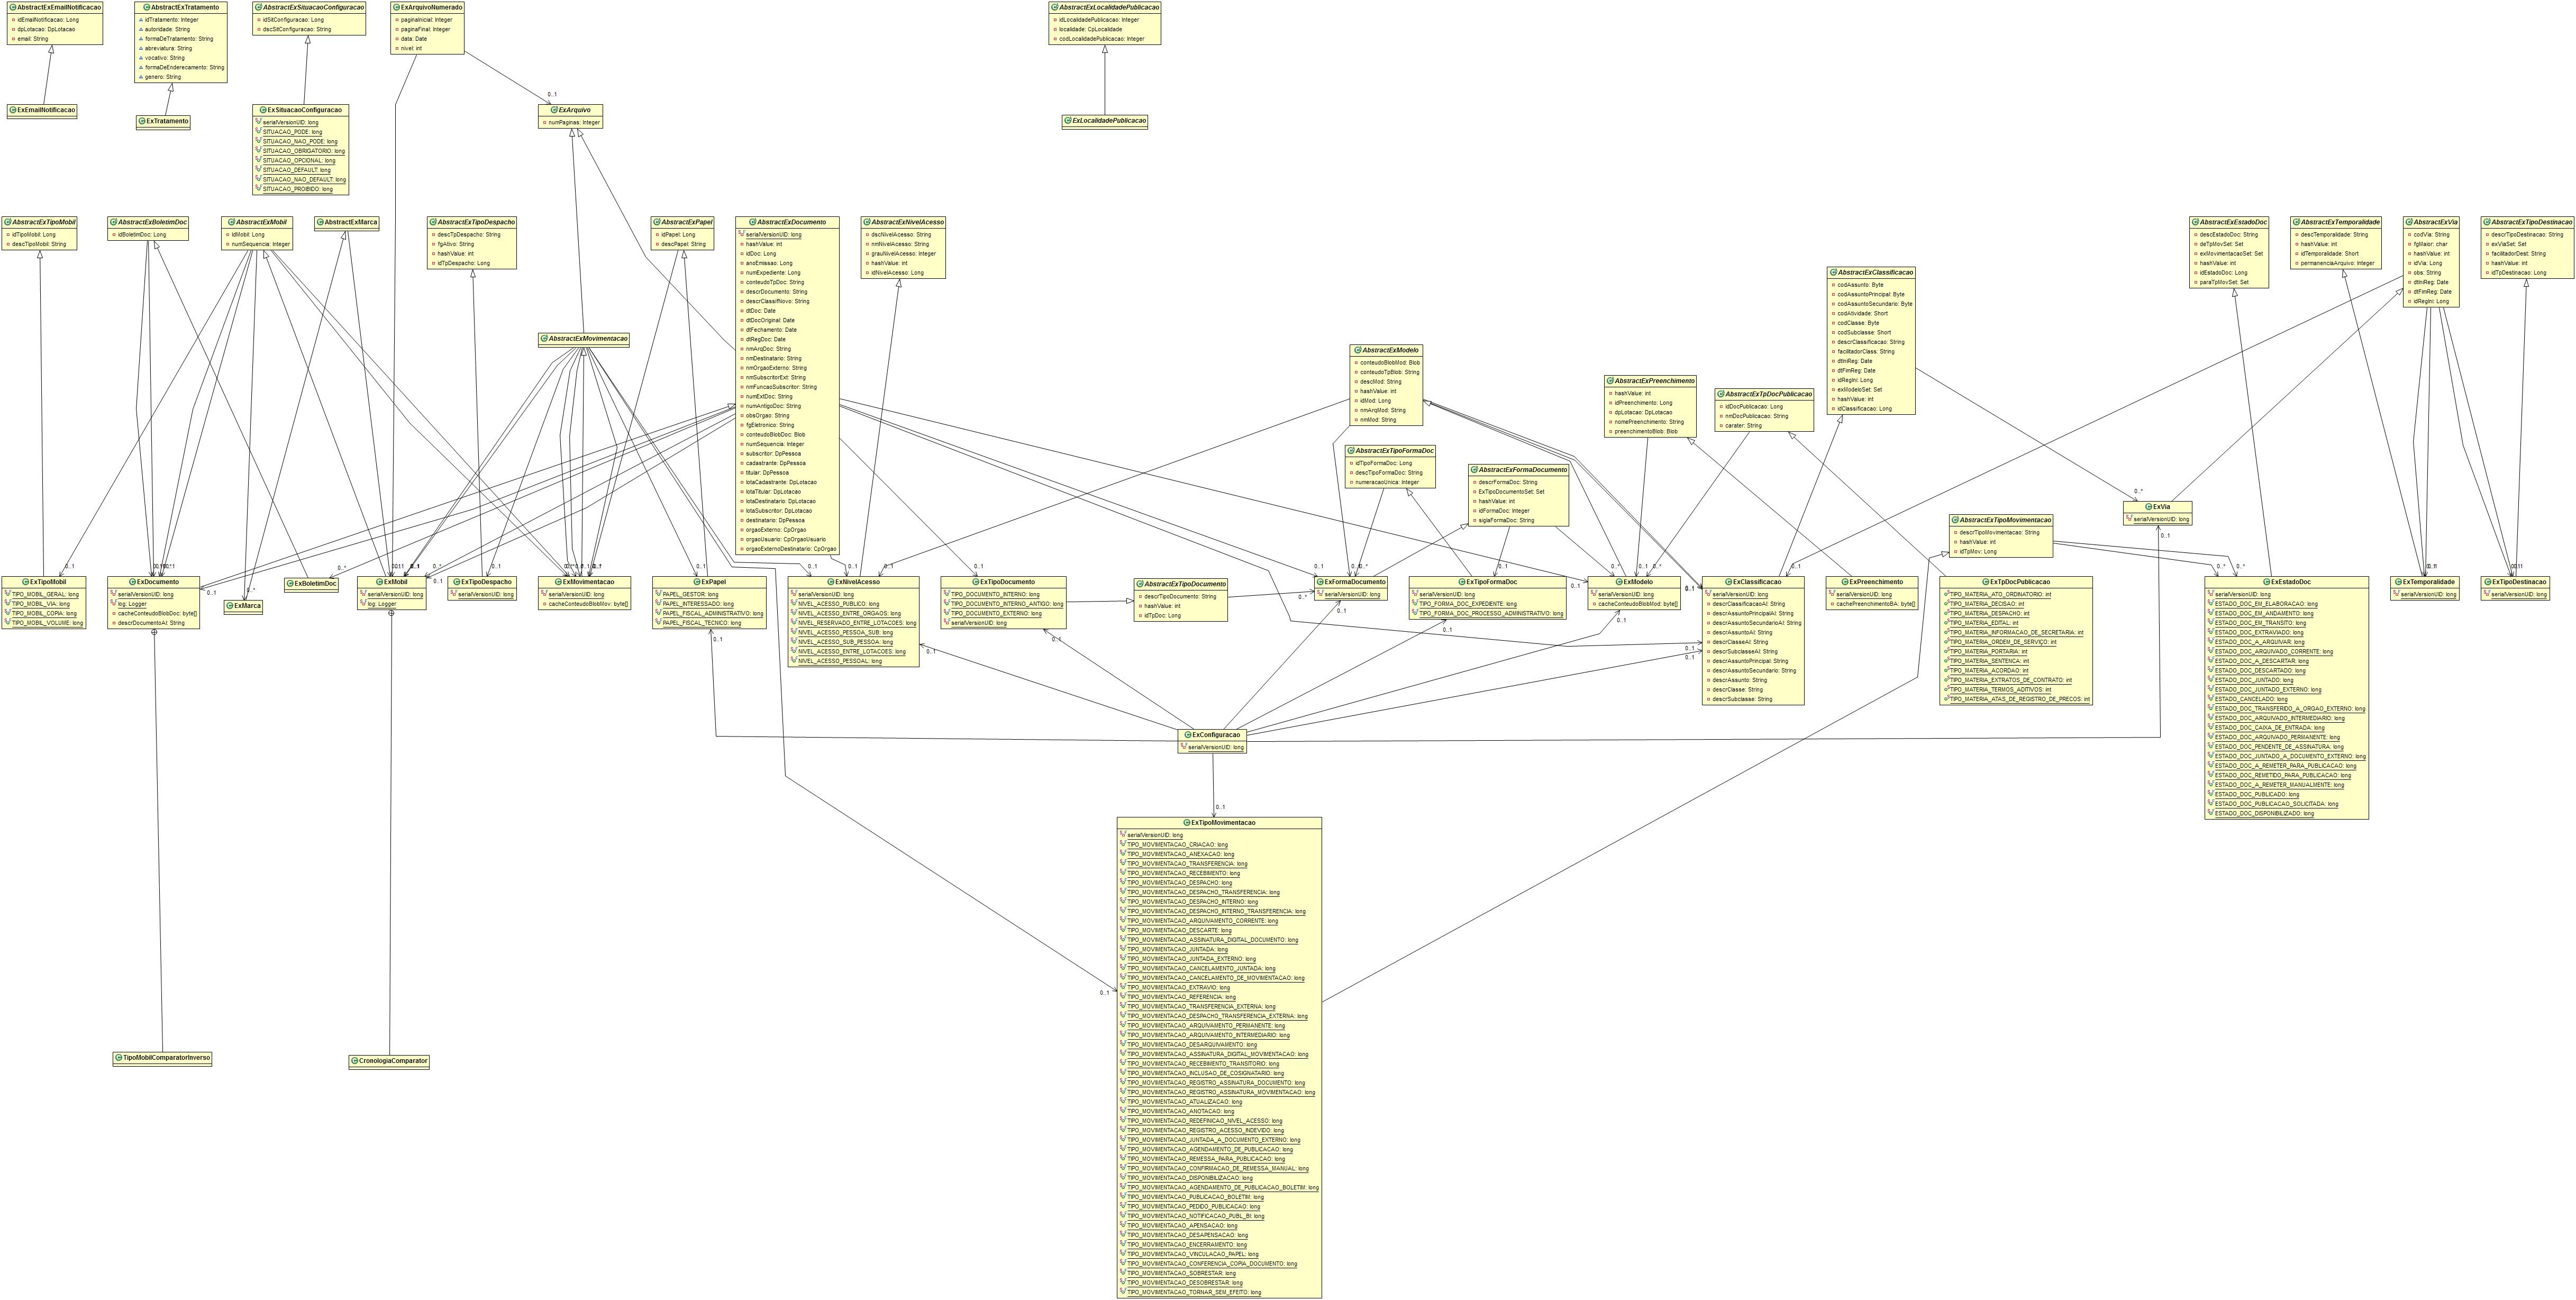 AbstractExEmailNotificacao
idEmailNotificacao: Long
dpLotacao: DpLotacao
email: String
AbstractExTratamento
idTratamento: Integer
autoridade: String
formaDeTratamento: String
abreviatura: String
vocativo: String
formaDeEnderecamento: String
genero: String
AbstractExSituacaoConfiguracao
idSitConfiguracao: Long
dscSitConfiguracao: String
ExArquivoNumerado
paginaInicial: Integer
paginaFinal: Integer
data: Date
nivel: int
AbstractExLocalidadePublicacao
idLocalidadePublicacao: Integer
localidade: CpLocalidade
codLocalidadePublicacao: Integer
ExEmailNotificacao
ExTratamento
ExSituacaoConfiguracao
serialVersionUID: long
SITUACAO_PODE: long
SITUACAO_NAO_PODE: long
SITUACAO_OBRIGATORIO: long
SITUACAO_OPCIONAL: long
SITUACAO_DEFAULT: long
SITUACAO_NAO_DEFAULT: long
SITUACAO_PROIBIDO: long
0..1
ExArquivo
numPaginas: Integer
ExLocalidadePublicacao
AbstractExTipoMobil
idTipoMobil: Long
descTipoMobil: String
AbstractExBoletimDoc
idBoletimDoc: Long
AbstractExMobil
idMobil: Long
numSequencia: Integer
AbstractExMarca
AbstractExTipoDespacho
descTpDespacho: String
fgAtivo: String
hashValue: int
idTpDespacho: Long
AbstractExPapel
idPapel: Long
descPapel: String
AbstractExDocumento
serialVersionUID: long
hashValue: int
idDoc: Long
anoEmissao: Long
numExpediente: Long
conteudoTpDoc: String
descrDocumento: String
descrClassifNovo: String
dtDoc: Date
dtDocOriginal: Date
dtFechamento: Date
dtRegDoc: Date
nmArqDoc: String
nmDestinatario: String
nmOrgaoExterno: String
nmSubscritorExt: String
nmFuncaoSubscritor: String
numExtDoc: String
numAntigoDoc: String
obsOrgao: String
fgEletronico: String
conteudoBlobDoc: Blob
numSequencia: Integer
subscritor: DpPessoa
cadastrante: DpPessoa
titular: DpPessoa
lotaCadastrante: DpLotacao
lotaTitular: DpLotacao
lotaDestinatario: DpLotacao
lotaSubscritor: DpLotacao
destinatario: DpPessoa
orgaoExterno: CpOrgao
orgaoUsuario: CpOrgaoUsuario
orgaoExternoDestinatario: CpOrgao
AbstractExNivelAcesso
dscNivelAcesso: String
nmNivelAcesso: String
grauNivelAcesso: Integer
hashValue: int
idNivelAcesso: Long
AbstractExMovimentacao
AbstractExModelo
conteudoBlobMod: Blob
conteudoTpBlob: String
descMod: String
hashValue: int
idMod: Long
nmArqMod: String
nmMod: String
AbstractExTipoFormaDoc
idTipoFormaDoc: Long
descTipoFormaDoc: String
numeracaoUnica: Integer
AbstractExFormaDocumento
descrFormaDoc: String
ExTipoDocumentoSet: Set
hashValue: int
idFormaDoc: Integer
siglaFormaDoc: String
AbstractExPreenchimento
hashValue: int
idPreenchimento: Long
dpLotacao: DpLotacao
nomePreenchimento: String
preenchimentoBlob: Blob
AbstractExTpDocPublicacao
idDocPublicacao: Long
nmDocPublicacao: String
carater: String
AbstractExClassificacao
codAssunto: Byte
codAssuntoPrincipal: Byte
codAssuntoSecundario: Byte
codAtividade: Short
codClasse: Byte
codSubclasse: Short
descrClassificacao: String
facilitadorClass: String
dtIniReg: Date
dtFimReg: Date
idRegIni: Long
exModeloSet: Set
hashValue: int
idClassificacao: Long
AbstractExEstadoDoc
descrEstadoDoc: String
deTpMovSet: Set
exMovimentacaoSet: Set
hashValue: int
idEstadoDoc: Long
paraTpMovSet: Set
AbstractExTemporalidade
descTemporalidade: String
hashValue: int
idTemporalidade: Short
permanenciaArquivo: Integer
AbstractExVia
codVia: String
fgMaior: char
hashValue: int
idVia: Long
obs: String
dtIniReg: Date
dtFimReg: Date
idRegIni: Long
AbstractExTipoDestinacao
descrTipoDestinacao: String
exViaSet: Set
facilitadorDest: String
hashValue: int
idTpDestinacao: Long
0..*
ExVia
serialVersionUID: long
0..1
AbstractExTipoMovimentacao
descrTipoMovimentacao: String
hashValue: int
idTpMov: Long
ExTipoMobil
TIPO_MOBIL_GERAL: long
TIPO_MOBIL_VIA: long
TIPO_MOBIL_COPIA: long
TIPO_MOBIL_VOLUME: long
ExDocumento
serialVersionUID: long
log: Logger
cacheConteudoBlobDoc: byte[]
descrDocumentoAI: String
ExMarca
ExBoletimDoc
ExMobil
serialVersionUID: long
log: Logger
ExTipoDespacho
serialVersionUID: long
ExMovimentacao
serialVersionUID: long
cacheConteudoBlobMov: byte[]
ExPapel
PAPEL_GESTOR: long
PAPEL_INTERESSADO: long
PAPEL_FISCAL_ADMINISTRATIVO: long
PAPEL_FISCAL_TECNICO: long
ExNivelAcesso
serialVersionUID: long
NIVEL_ACESSO_PUBLICO: long
NIVEL_ACESSO_ENTRE_ORGAOS: long
NIVEL_RESERVADO_ENTRE_LOTACOES: long
NIVEL_ACESSO_PESSOA_SUB: long
NIVEL_ACESSO_SUB_PESSOA: long
NIVEL_ACESSO_ENTRE_LOTACOES: long
NIVEL_ACESSO_PESSOAL: long
ExTipoDocumento
TIPO_DOCUMENTO_INTERNO: long
TIPO_DOCUMENTO_INTERNO_ANTIGO: long
TIPO_DOCUMENTO_EXTERNO: long
serialVersionUID: long
AbstractExTipoDocumento
descrTipoDocumento: String
hashValue: int
idTpDoc: Long
ExFormaDocumento
serialVersionUID: long
ExTipoFormaDoc
serialVersionUID: long
TIPO_FORMA_DOC_EXPEDIENTE: long
TIPO_FORMA_DOC_PROCESSO_ADMINISTRATIVO: long
ExModelo
serialVersionUID: long
cacheConteudoBlobMod: byte[]
ExClassificacao
serialVersionUID: long
descrClassificacaoAI: String
descrAssuntoPrincipalAI: String
descrAssuntoSecundarioAI: String
descrAssuntoAI: String
descrClasseAI: String
descrSubclasseAI: String
descrAssuntoPrincipal: String
descrAssuntoSecundario: String
descrAssunto: String
descrClasse: String
descrSubclasse: String
ExPreenchimento
serialVersionUID: long
cachePreenchimentoBA: byte[]
ExTpDocPublicacao
TIPO_MATERIA_ATO_ORDINATORIO: int
TIPO_MATERIA_DECISAO: int
TIPO_MATERIA_DESPACHO: int
TIPO_MATERIA_EDITAL: int
TIPO_MATERIA_INFORMACAO_DE_SECRETARIA: int
TIPO_MATERIA_ORDEM_DE_SERVIÇO: int
TIPO_MATERIA_PORTARIA: int
TIPO_MATERIA_SENTENCA: int
TIPO_MATERIA_ACORDAO: int
TIPO_MATERIA_EXTRATOS_DE_CONTRATO: int
TIPO_MATERIA_TERMOS_ADITIVOS: int
TIPO_MATERIA_ATAS_DE_REGISTRO_DE_PRECOS: int
ExEstadoDoc
serialVersionUID: long
ESTADO_DOC_EM_ELABORACAO: long
ESTADO_DOC_EM_ANDAMENTO: long
ESTADO_DOC_EM_TRANSITO: long
ESTADO_DOC_EXTRAVIADO: long
ESTADO_DOC_A_ARQUIVAR: long
ESTADO_DOC_ARQUIVADO_CORRENTE: long
ESTADO_DOC_A_DESCARTAR: long
ESTADO_DOC_DESCARTADO: long
ESTADO_DOC_JUNTADO: long
ESTADO_DOC_JUNTADO_EXTERNO: long
ESTADO_CANCELADO: long
ESTADO_DOC_TRANSFERIDO_A_ORGAO_EXTERNO: long
ESTADO_DOC_ARQUIVADO_INTERMEDIARIO: long
ESTADO_DOC_CAIXA_DE_ENTRADA: long
ESTADO_DOC_ARQUIVADO_PERMANENTE: long
ESTADO_DOC_PENDENTE_DE_ASSINATURA: long
ESTADO_DOC_JUNTADO_A_DOCUMENTO_EXTERNO: long
ESTADO_DOC_A_REMETER_PARA_PUBLICACAO: long
ESTADO_DOC_REMETIDO_PARA_PUBLICACAO: long
ESTADO_DOC_A_REMETER_MANUALMENTE: long
ESTADO_DOC_PUBLICADO: long
ESTADO_DOC_PUBLICACAO_SOLICITADA: long
ESTADO_DOC_DISPONIBILIZADO: long
ExTemporalidade
serialVersionUID: long
ExTipoDestinacao
serialVersionUID: long
ExConfiguracao
serialVersionUID: long
0..1
ExTipoMovimentacao
serialVersionUID: long
TIPO_MOVIMENTACAO_CRIACAO: long
TIPO_MOVIMENTACAO_ANEXACAO: long
TIPO_MOVIMENTACAO_TRANSFERENCIA: long
TIPO_MOVIMENTACAO_RECEBIMENTO: long
TIPO_MOVIMENTACAO_DESPACHO: long
TIPO_MOVIMENTACAO_DESPACHO_TRANSFERENCIA: long
TIPO_MOVIMENTACAO_DESPACHO_INTERNO: long
TIPO_MOVIMENTACAO_DESPACHO_INTERNO_TRANSFERENCIA: long
TIPO_MOVIMENTACAO_ARQUIVAMENTO_CORRENTE: long
TIPO_MOVIMENTACAO_DESCARTE: long
TIPO_MOVIMENTACAO_ASSINATURA_DIGITAL_DOCUMENTO: long
TIPO_MOVIMENTACAO_JUNTADA: long
TIPO_MOVIMENTACAO_JUNTADA_EXTERNO: long
TIPO_MOVIMENTACAO_CANCELAMENTO_JUNTADA: long
TIPO_MOVIMENTACAO_CANCELAMENTO_DE_MOVIMENTACAO: long
TIPO_MOVIMENTACAO_EXTRAVIO: long
TIPO_MOVIMENTACAO_REFERENCIA: long
TIPO_MOVIMENTACAO_TRANSFERENCIA_EXTERNA: long
TIPO_MOVIMENTACAO_DESPACHO_TRANSFERENCIA_EXTERNA: long
TIPO_MOVIMENTACAO_ARQUIVAMENTO_PERMANENTE: long
TIPO_MOVIMENTACAO_ARQUIVAMENTO_INTERMEDIARIO: long
TIPO_MOVIMENTACAO_DESARQUIVAMENTO: long
TIPO_MOVIMENTACAO_ASSINATURA_DIGITAL_MOVIMENTACAO: long
TIPO_MOVIMENTACAO_RECEBIMENTO_TRANSITORIO: long
TIPO_MOVIMENTACAO_INCLUSAO_DE_COSIGNATARIO: long
TIPO_MOVIMENTACAO_REGISTRO_ASSINATURA_DOCUMENTO: long
TIPO_MOVIMENTACAO_REGISTRO_ASSINATURA_MOVIMENTACAO: long
TIPO_MOVIMENTACAO_ATUALIZACAO: long
TIPO_MOVIMENTACAO_ANOTACAO: long
TIPO_MOVIMENTACAO_REDEFINICAO_NIVEL_ACESSO: long
TIPO_MOVIMENTACAO_REGISTRO_ACESSO_INDEVIDO: long
TIPO_MOVIMENTACAO_JUNTADA_A_DOCUMENTO_EXTERNO: long
TIPO_MOVIMENTACAO_AGENDAMENTO_DE_PUBLICACAO: long
TIPO_MOVIMENTACAO_REMESSA_PARA_PUBLICACAO: long
TIPO_MOVIMENTACAO_CONFIRMACAO_DE_REMESSA_MANUAL: long
TIPO_MOVIMENTACAO_DISPONIBILIZACAO: long
TIPO_MOVIMENTACAO_AGENDAMENTO_DE_PUBLICACAO_BOLETIM: long
TIPO_MOVIMENTACAO_PUBLICACAO_BOLETIM: long
TIPO_MOVIMENTACAO_PEDIDO_PUBLICACAO: long
TIPO_MOVIMENTACAO_NOTIFICACAO_PUBL_BI: long
TIPO_MOVIMENTACAO_APENSACAO: long
TIPO_MOVIMENTACAO_DESAPENSACAO: long
TIPO_MOVIMENTACAO_ENCERRAMENTO: long
TIPO_MOVIMENTACAO_VINCULACAO_PAPEL: long
TIPO_MOVIMENTACAO_CONFERENCIA_COPIA_DOCUMENTO: long
TIPO_MOVIMENTACAO_SOBRESTAR: long
TIPO_MOVIMENTACAO_DESOBRESTAR: long
TIPO_MOVIMENTACAO_TORNAR_SEM_EFEITO: long
0..1
TipoMobilComparatorInverso
CronologiaComparator